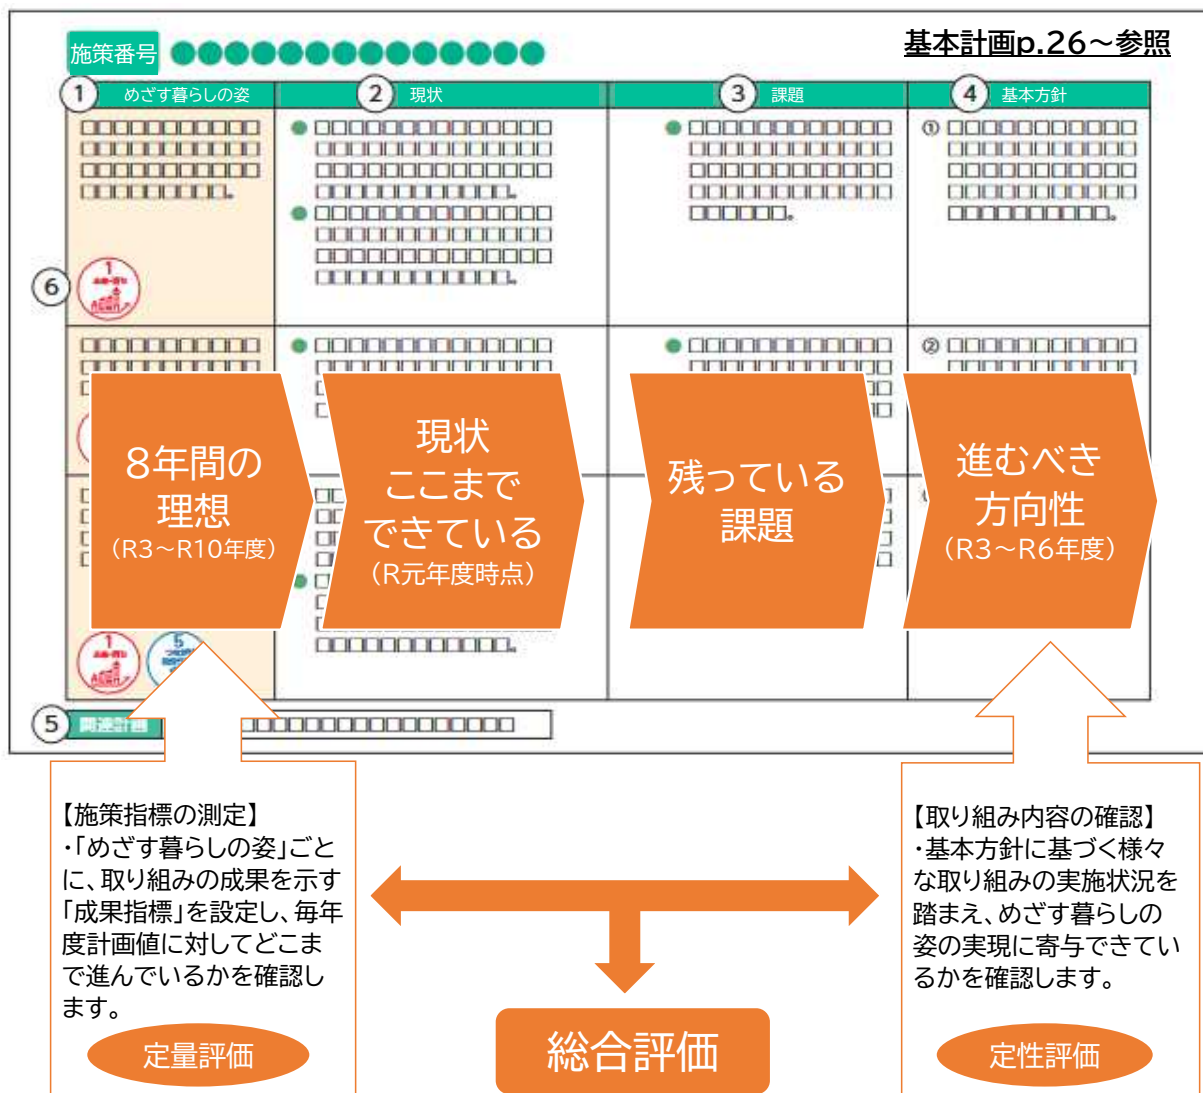 基本計画p.26～参照
施策番号
① めざす暮らしの姿
② 現状
③ 課題
④ 基本方針
①
②
⑥
1
8年間の
理想
(R3～R10年度)
現状
ここまで
できている
(R元年度時点)
残っている
課題
進むべき
方向性
(R3～R6年度)
1
5
⑤ 関連計画
【施策指標の測定】
・「めざす暮らしの姿」ごと
に、取り組みの成果を示す
「成果指標」を設定し、毎年
度計画値に対してどこま
で進んでいるかを確認し
ます。
定量評価
総合評価
【取り組み内容の確認】
・基本方針に基づく様々
な取り組みの実施状況を
踏まえ、めざす暮らしの
姿の実現に寄与できてい
るかを確認します。
定性評価